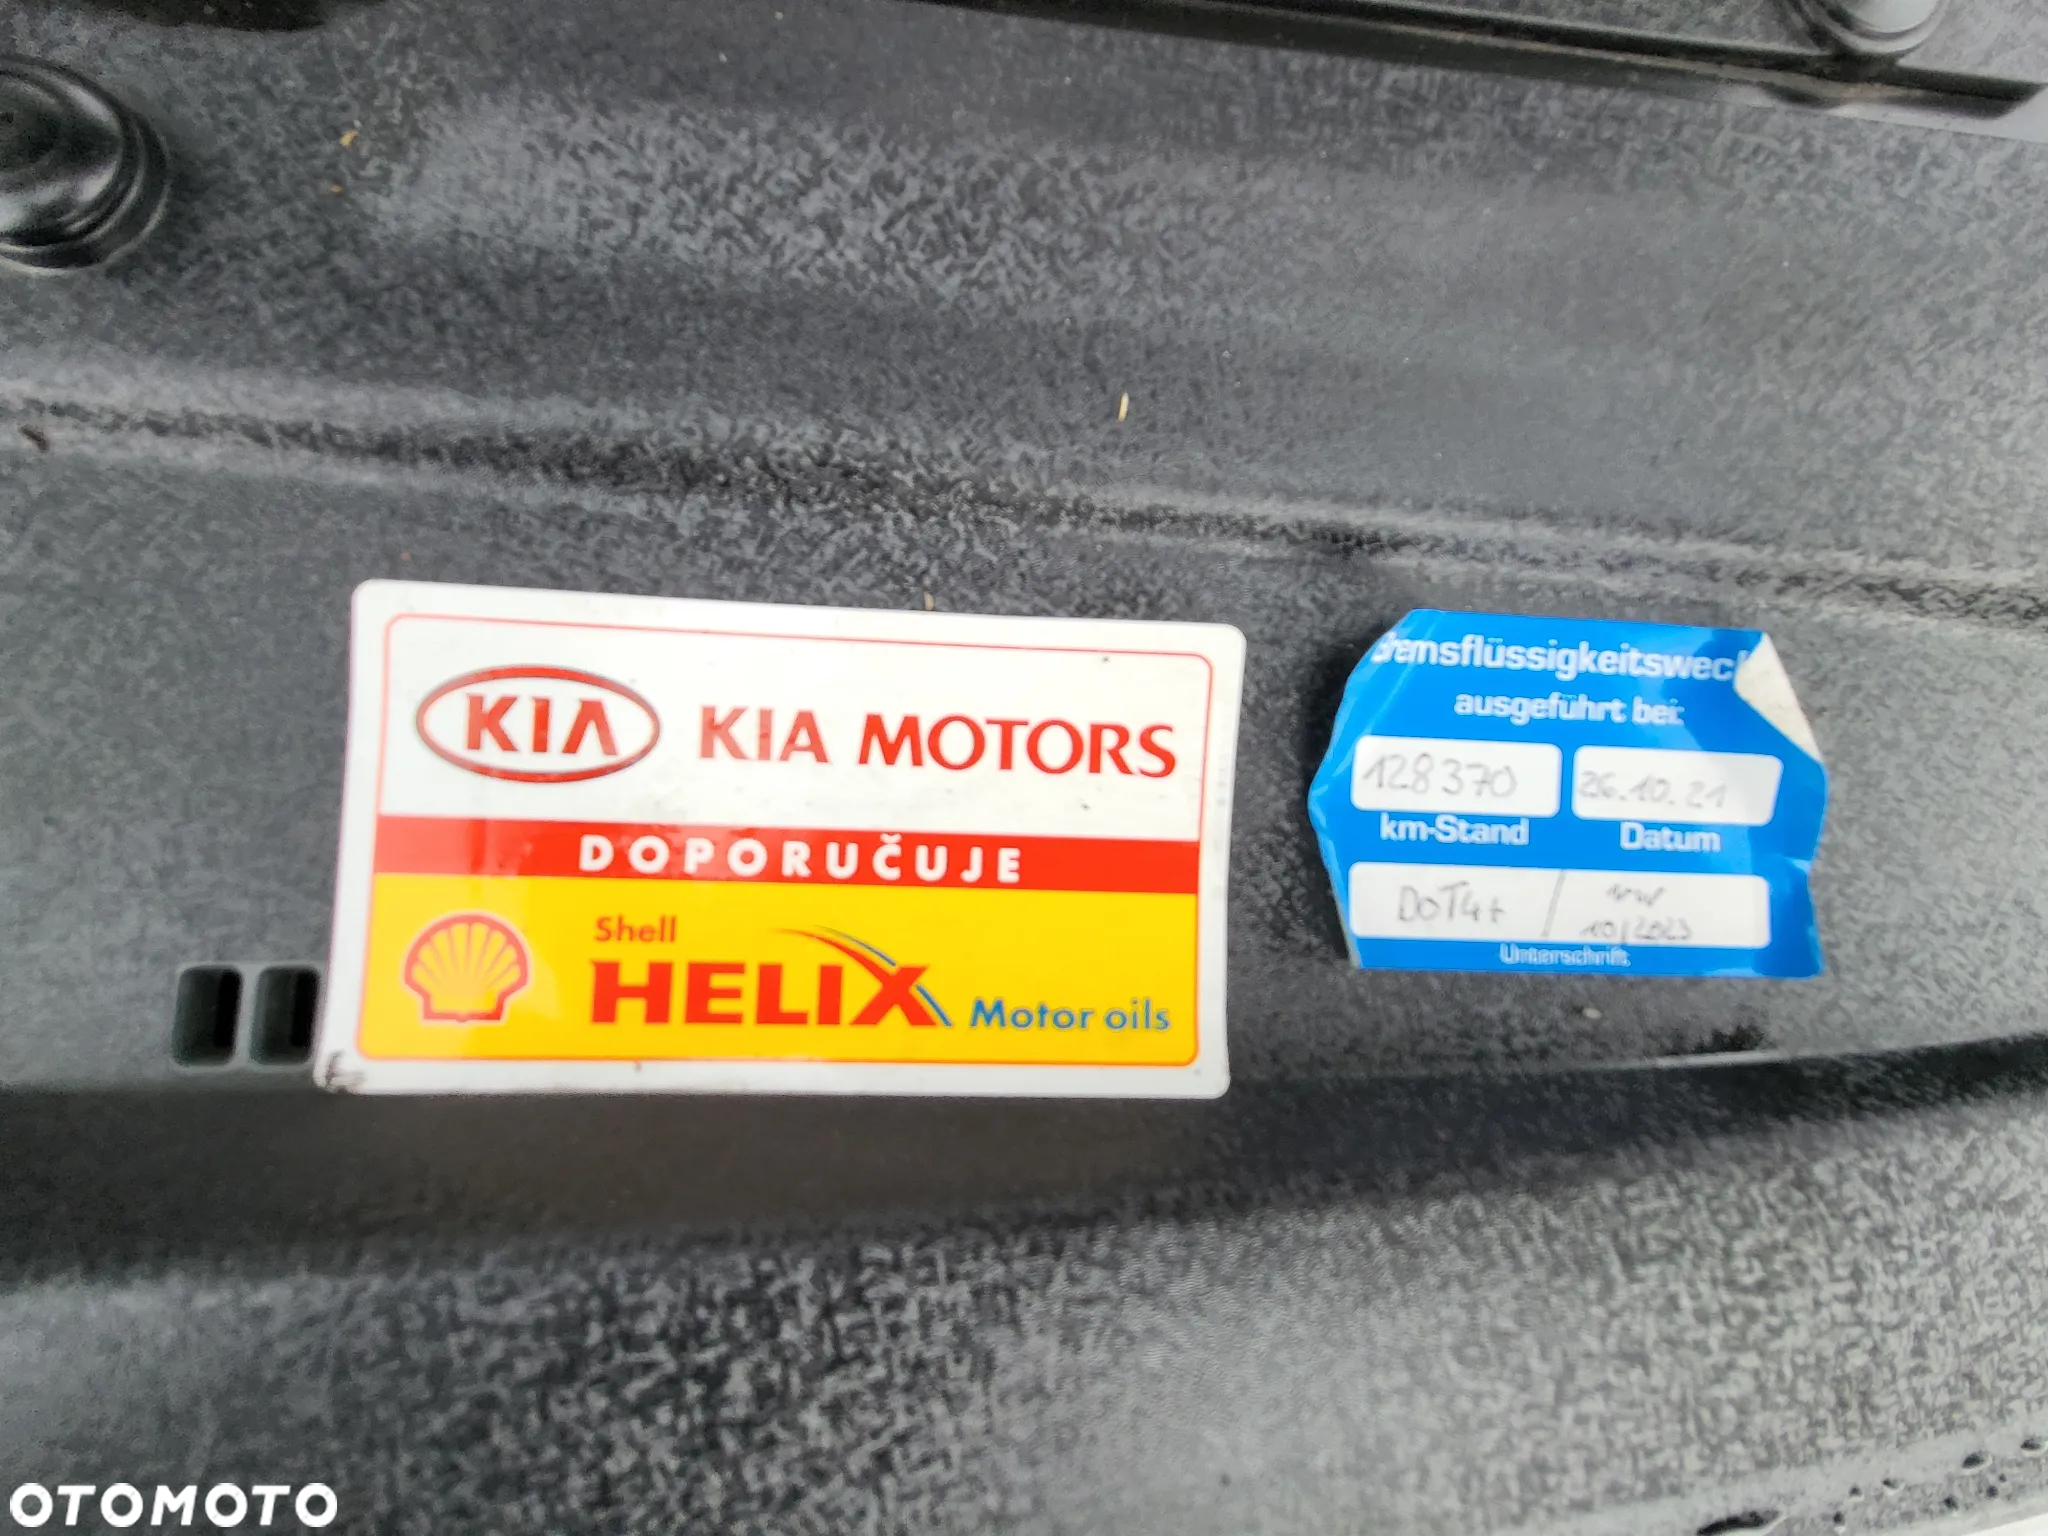 KIA KIA MOTORS
DOPORUČUJE
Shell
HELIX Motor oils
Bremsflüssigkeitswech
ausgeführt bei:
128370 26.10.21
km-Stand Datum
DOT4+ /
10/2023
Unterschrift
OTOMOTO